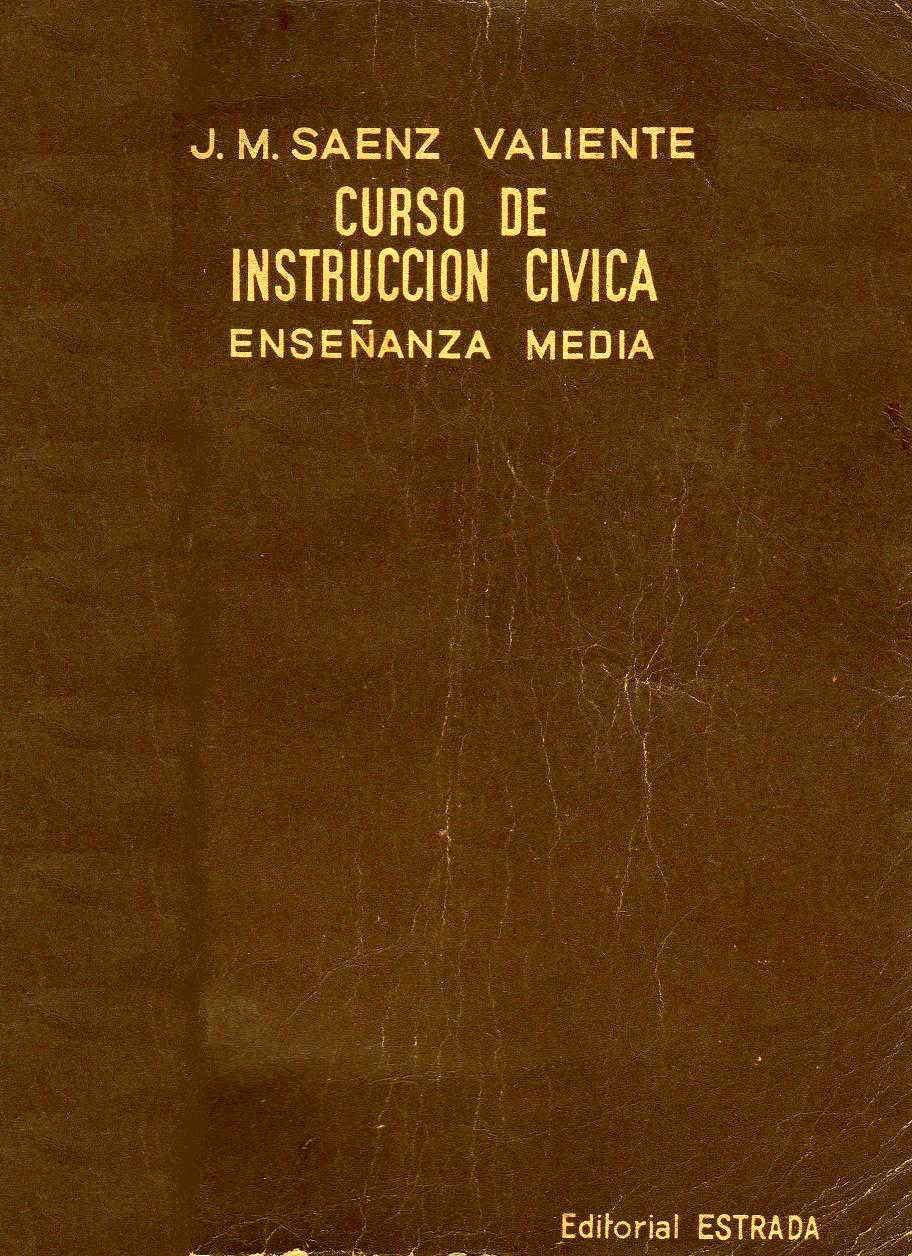 J. M. SAENZ VALIENTE
CURSO DE
INSTRUCCION CIVICA
ENSEÑANZA MEDIA
Editorial ESTRADA